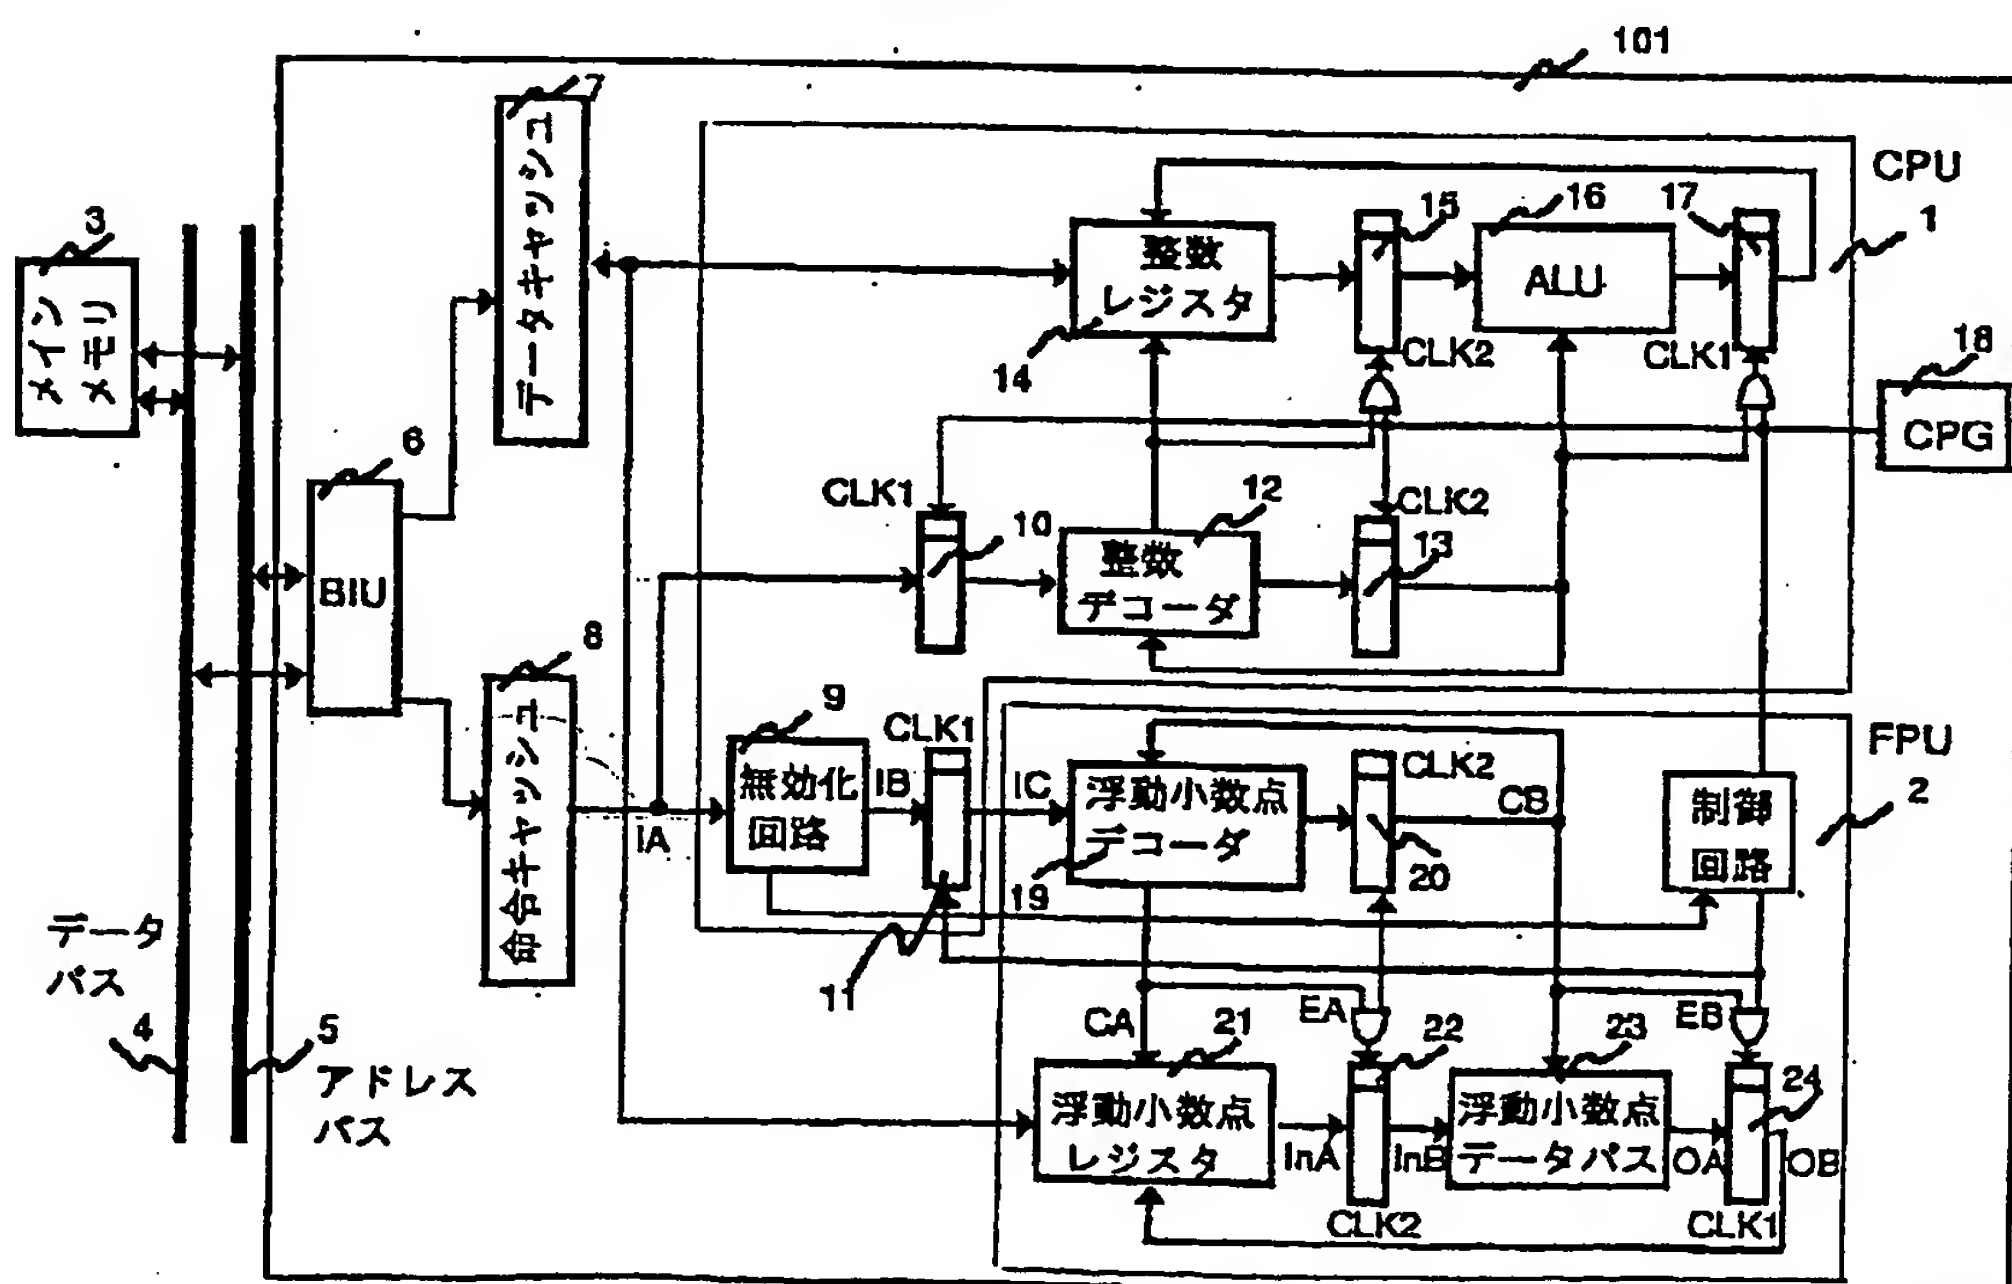 101
7
データキャッシュ
CPU
1
3
メイン
メモリ
整数
レジスタ
14
15
CLK2
16
ALU
17
CLK1
18
CPG
6
BIU
CLK1
10
12
整数
デコーダ
CLK2
13
8
命令キャッシュ
IA
9
無効化
回路
IB
CLK1
11
IC
浮動小数点
デコーダ
19
CLK2
20
CB
制御
回路
FPU
2
データ
バス
4
5
アドレス
バス
CA
21
浮動小数点
レジスタ
InA
EA
22
CLK2
InB
23
浮動小数点
データパス
OA
EB
24
CLK1
OB